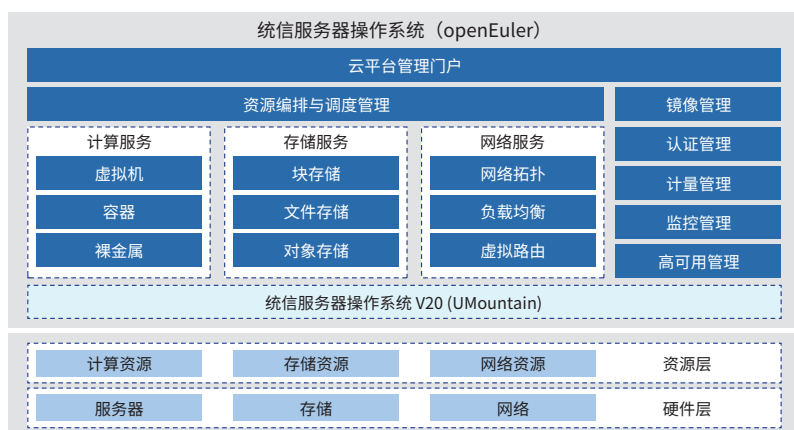 统信服务器操作系统（openEuler）
云平台管理门户
资源编排与调度管理
镜像管理
计算服务
存储服务
网络服务
认证管理
虚拟机
块存储
网络拓扑
计量管理
容器
文件存储
负载均衡
监控管理
裸金属
对象存储
虚拟路由
高可用管理
统信服务器操作系统 V20 (UMountain)
计算资源
存储资源
网络资源
资源层
服务器
存储
网络
硬件层